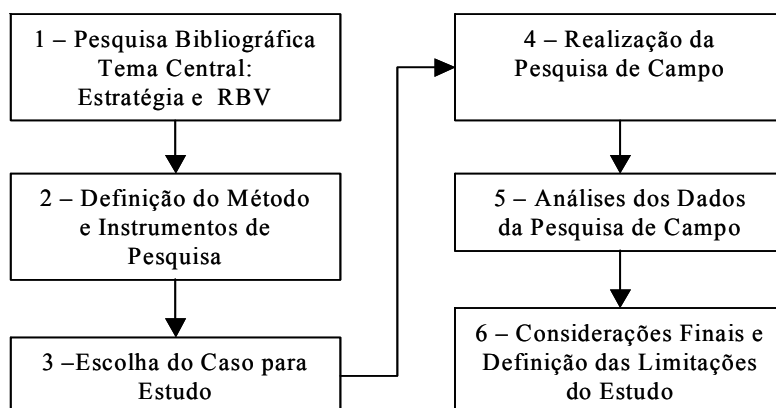 1 – Pesquisa Bibliográfica
Tema Central:
Estratégia e RBV
2 – Definição do Método
e Instrumentos de
Pesquisa
3 –Escolha do Caso para
Estudo
4 – Realização da
Pesquisa de Campo
5 – Análises dos Dados
da Pesquisa de Campo
6 – Considerações Finais e
Definição das Limitações
do Estudo